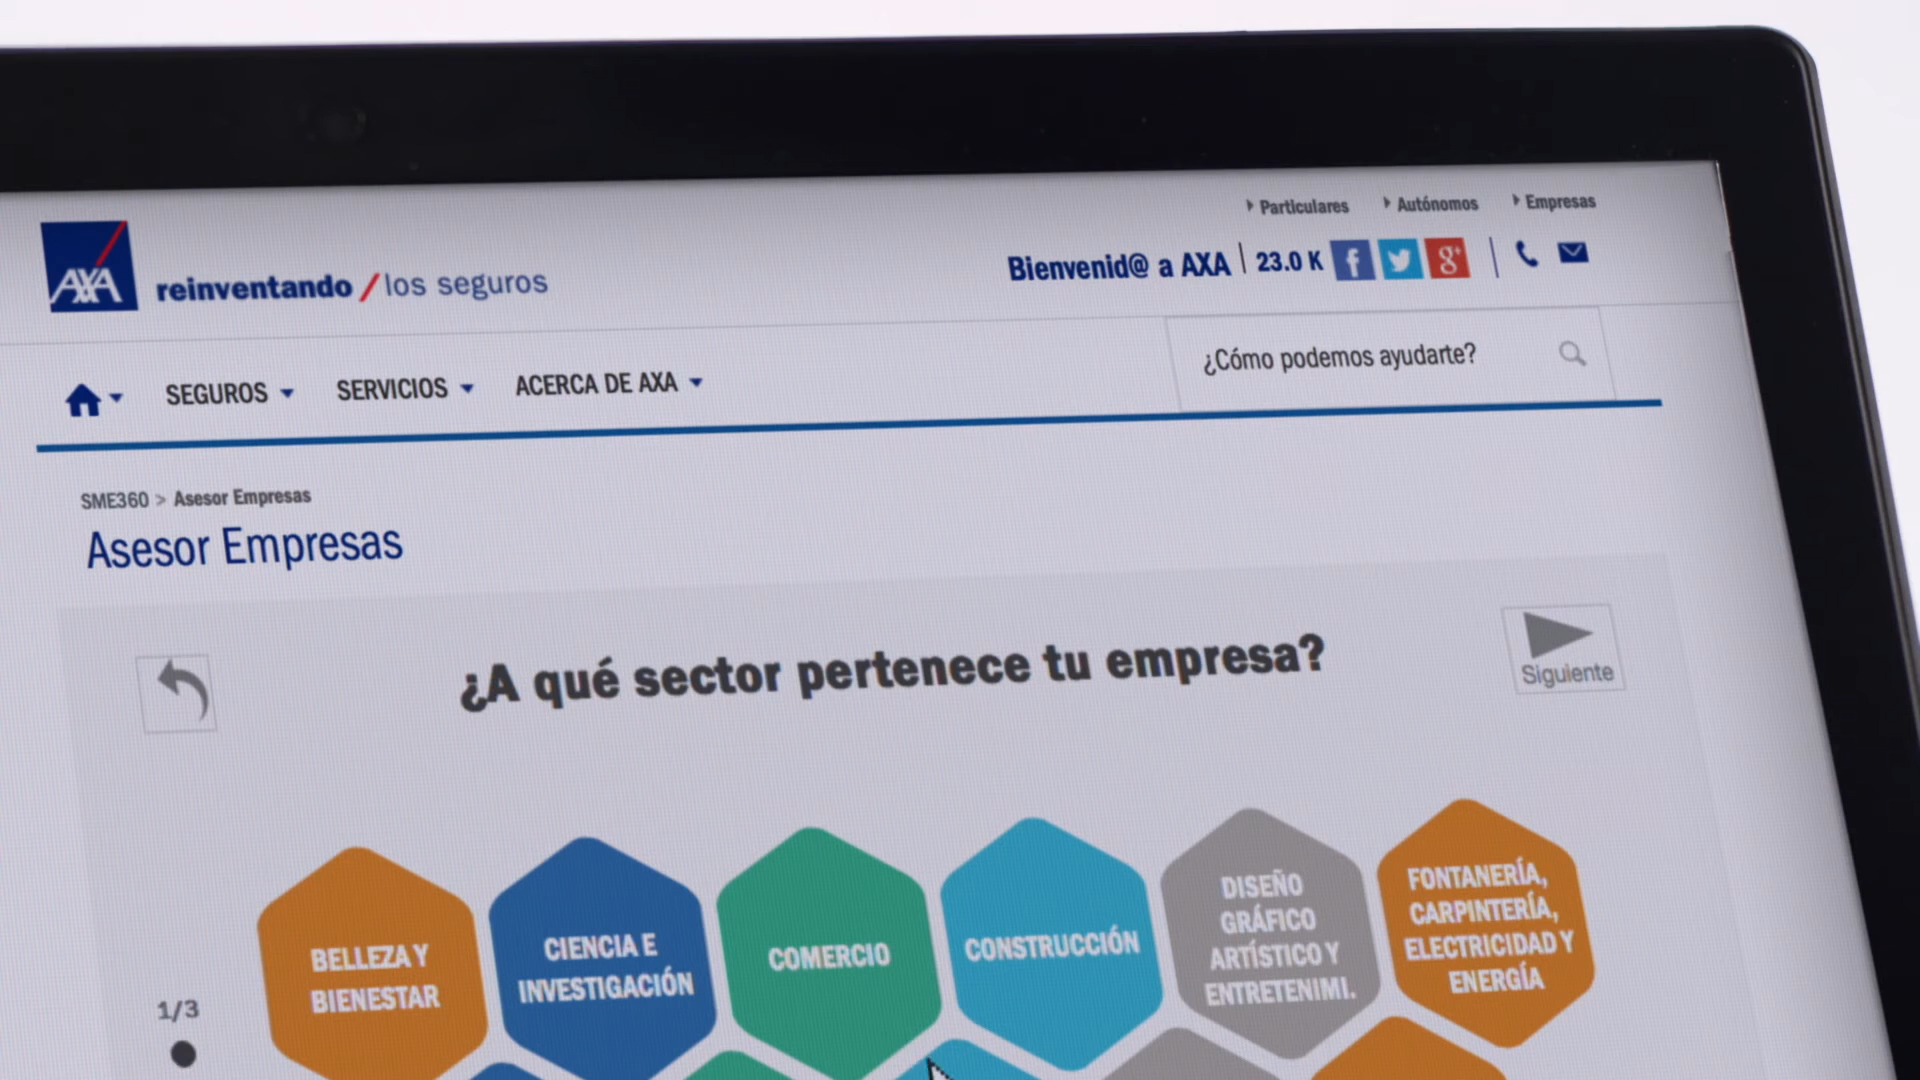 Particulares
Autónomos
Empresas
AXA
reinventando / los seguros
Bienvenid@ a AXA | 23.0 K
f
g+
SEGUROS
SERVICIOS
ACERCA DE AXA
¿Cómo podemos ayudarte?
SME360 > Asesor Empresas
Asesor Empresas
¿A qué sector pertenece tu empresa?
Siguiente
BELLEZA Y
BIENESTAR
CIENCIA E
INVESTIGACIÓN
COMERCIO
CONSTRUCCIÓN
DISEÑO
GRÁFICO
ARTÍSTICO Y
ENTRETENIMI.
FONTANERÍA,
CARPINTERÍA,
ELECTRICIDAD Y
ENERGÍA
1/3